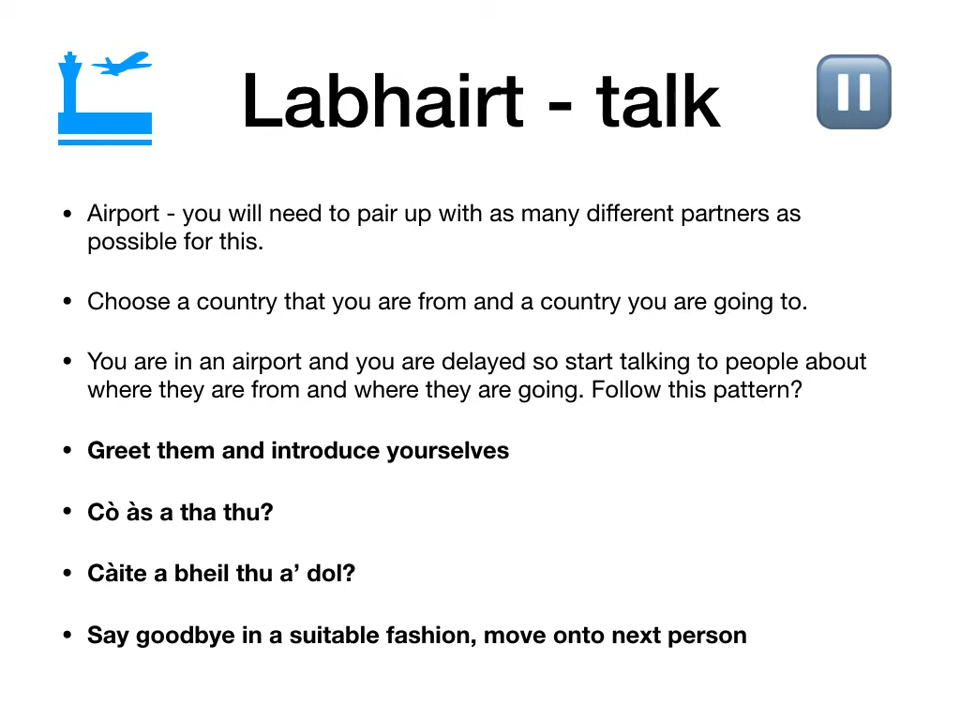 Labhairt - talk
• Airport - you will need to pair up with as many different partners as
possible for this.
• Choose a country that you are from and a country you are going to.
• You are in an airport and you are delayed so start talking to people about
where they are from and where they are going. Follow this pattern?
• Greet them and introduce yourselves
• Cò às a tha thu?
• Càite a bheil thu a’ dol?
• Say goodbye in a suitable fashion, move onto next person